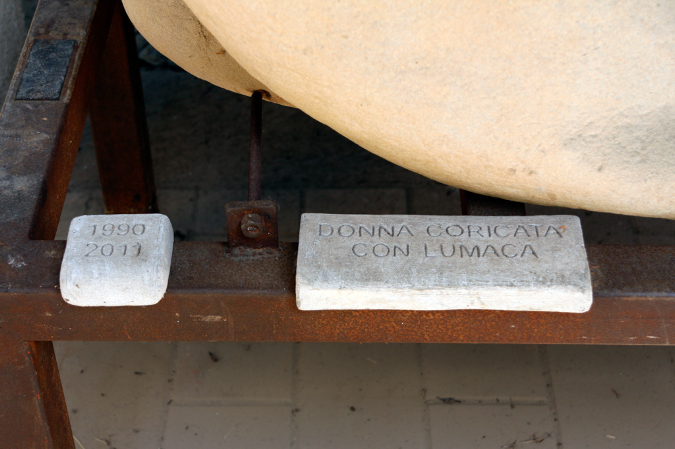 1990
2011
DONNA CORICATA
CON LUMACA